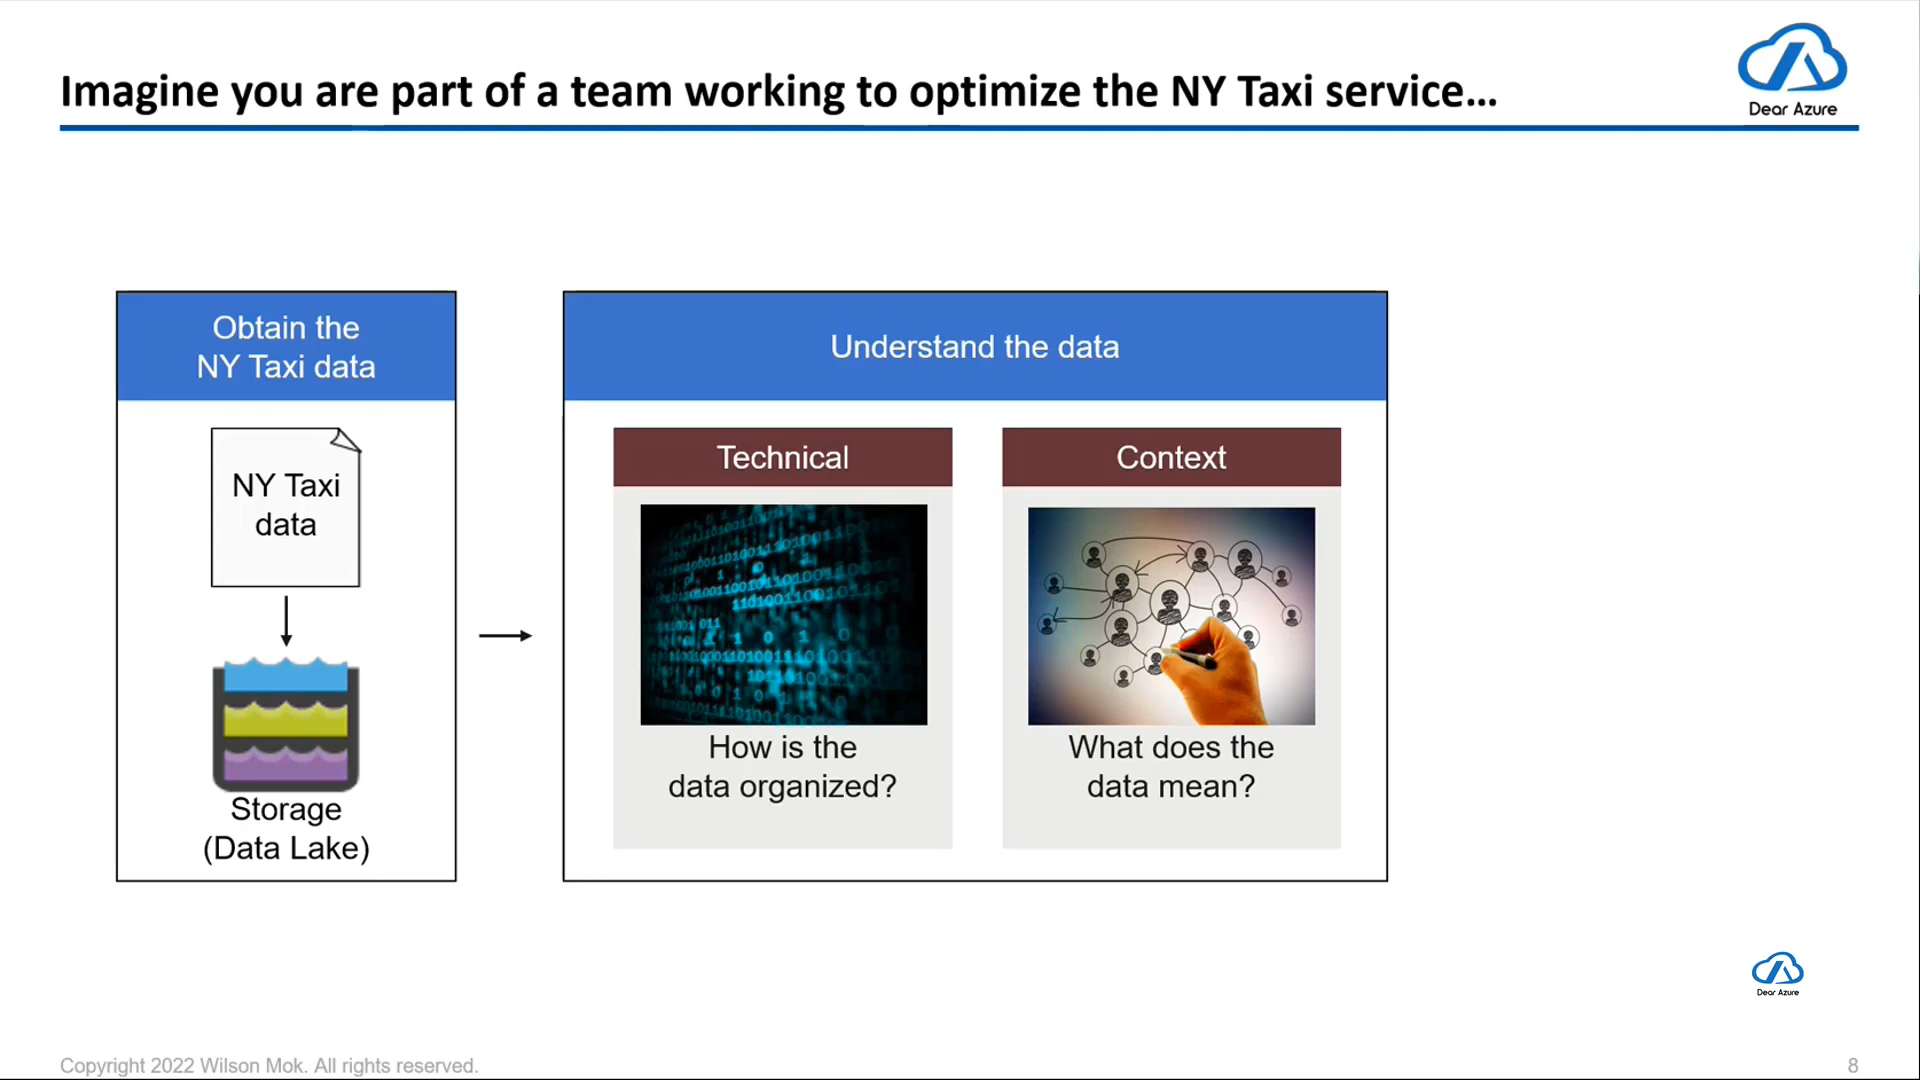 Imagine you are part of a team working to optimize the NY Taxi service...
Dear Azure
Obtain the
NY Taxi data
NY Taxi
data
Storage
(Data Lake)
Understand the data
Technical
How is the
data organized?
Context
What does the
data mean?
Dear Azure
Copyright 2022 Wilson Mok. All rights reserved.
8